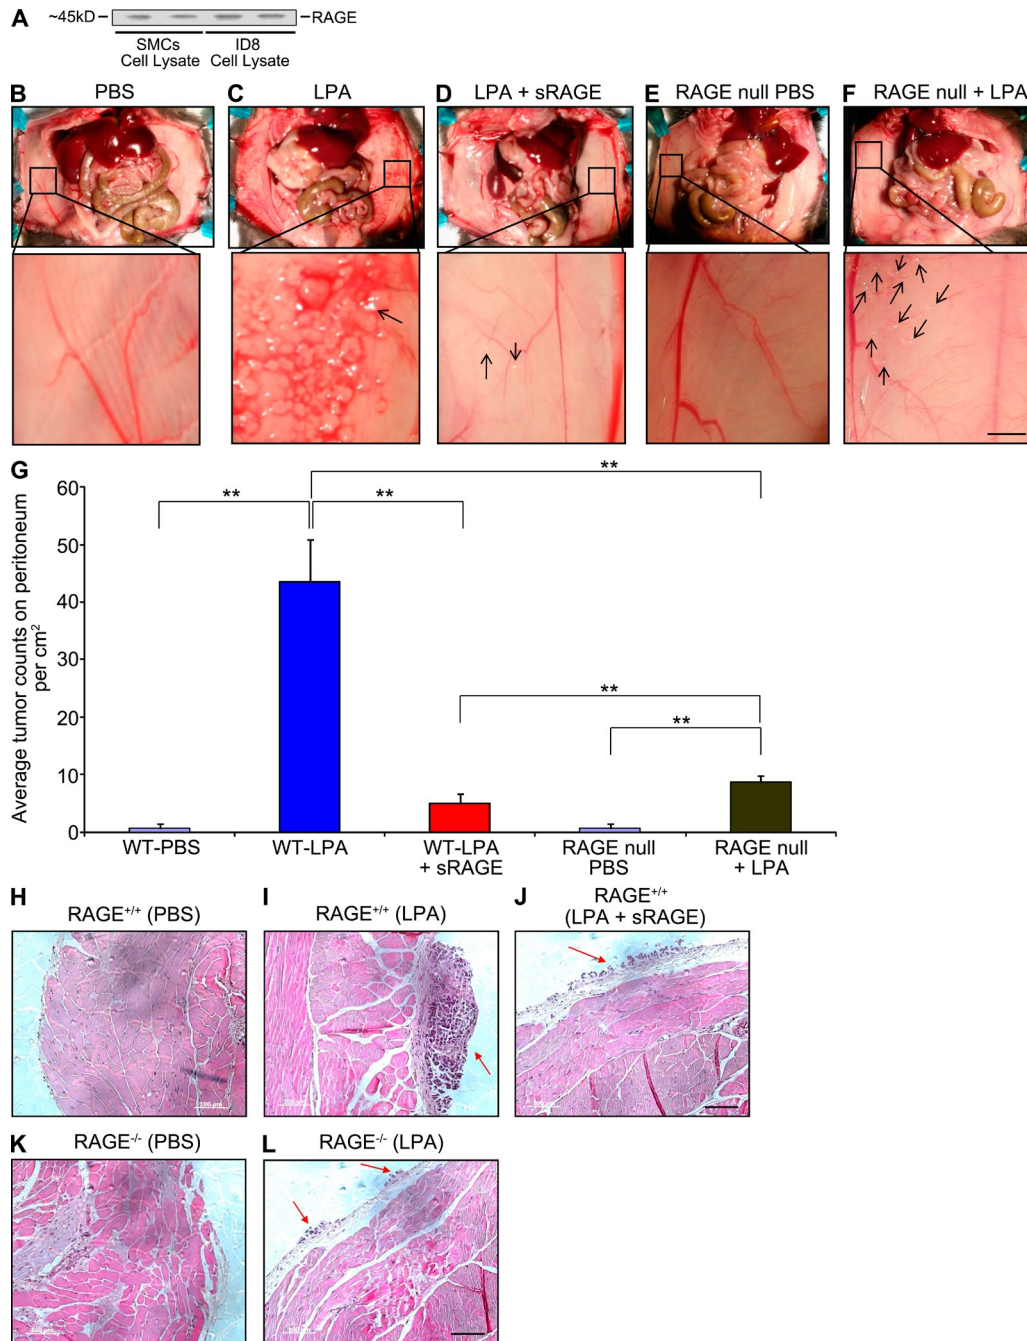 A
~45kD
RAGE
SMCs
Cell Lysate
ID8
Cell Lysate
B
PBS
C
LPA
D
LPA + sRAGE
E
RAGE null PBS
F
RAGE null + LPA
G
**
**
**
**
**
Average tumor counts on peritoneum
per cm²
60
50
40
30
20
10
0
WT-PBS
WT-LPA
WT-LPA
+ sRAGE
RAGE null
PBS
RAGE null
+ LPA
H
RAGE+/+ (PBS)
I
RAGE+/+ (LPA)
J
RAGE+/+
(LPA + sRAGE)
100 µm
K
RAGE-/- (PBS)
L
RAGE-/- (LPA)